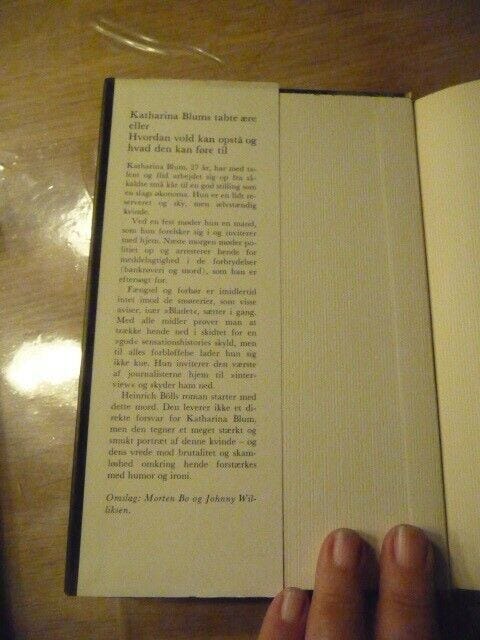 Katharina Blums tabte ære
eller
Hvordan vold kan opstå og
hvad den kan føre til
Katharina Blum, 27 år, har med ta-
lent og flid arbejdet sig op fra så-
kaldte små kår til en god stilling som
en slags økonoma. Hun er en lidt re-
serveret og sky, men selvstændig
kvinde.
Ved en fest møder hun en mand,
som hun forelsker sig i og inviterer
med hjem. Næste morgen møder po-
litiet op og arresterer hende for
meddelagtighed i de forbrydelser
(bankrøveri og mord), som han er
eftersøgt for.
Fængsel og forhør er imidlertid
intet imod de smørerier, som visse
aviser, især »Bladet«, sætter i gang.
Med alle midler prøver man at
trække hende ned i skidtet for en
»god« sensationshistories skyld, men
til alles forbløffelse lader hun sig
ikke kue. Hun inviterer den værste
af journalisterne hjem til »inter-
view« og skyder ham ned.
Heinrich Bölls roman starter med
dette mord. Den leverer ikke et di-
rekte forsvar for Katharina Blum,
men den tegner et meget stærkt og
smukt portræt af denne kvinde – og
dens vrede mod brutalitet og skam-
løshed omkring hende forstærkes
med humor og ironi.
Omslag: Morten Bo og Johnny Wil-
liksen.